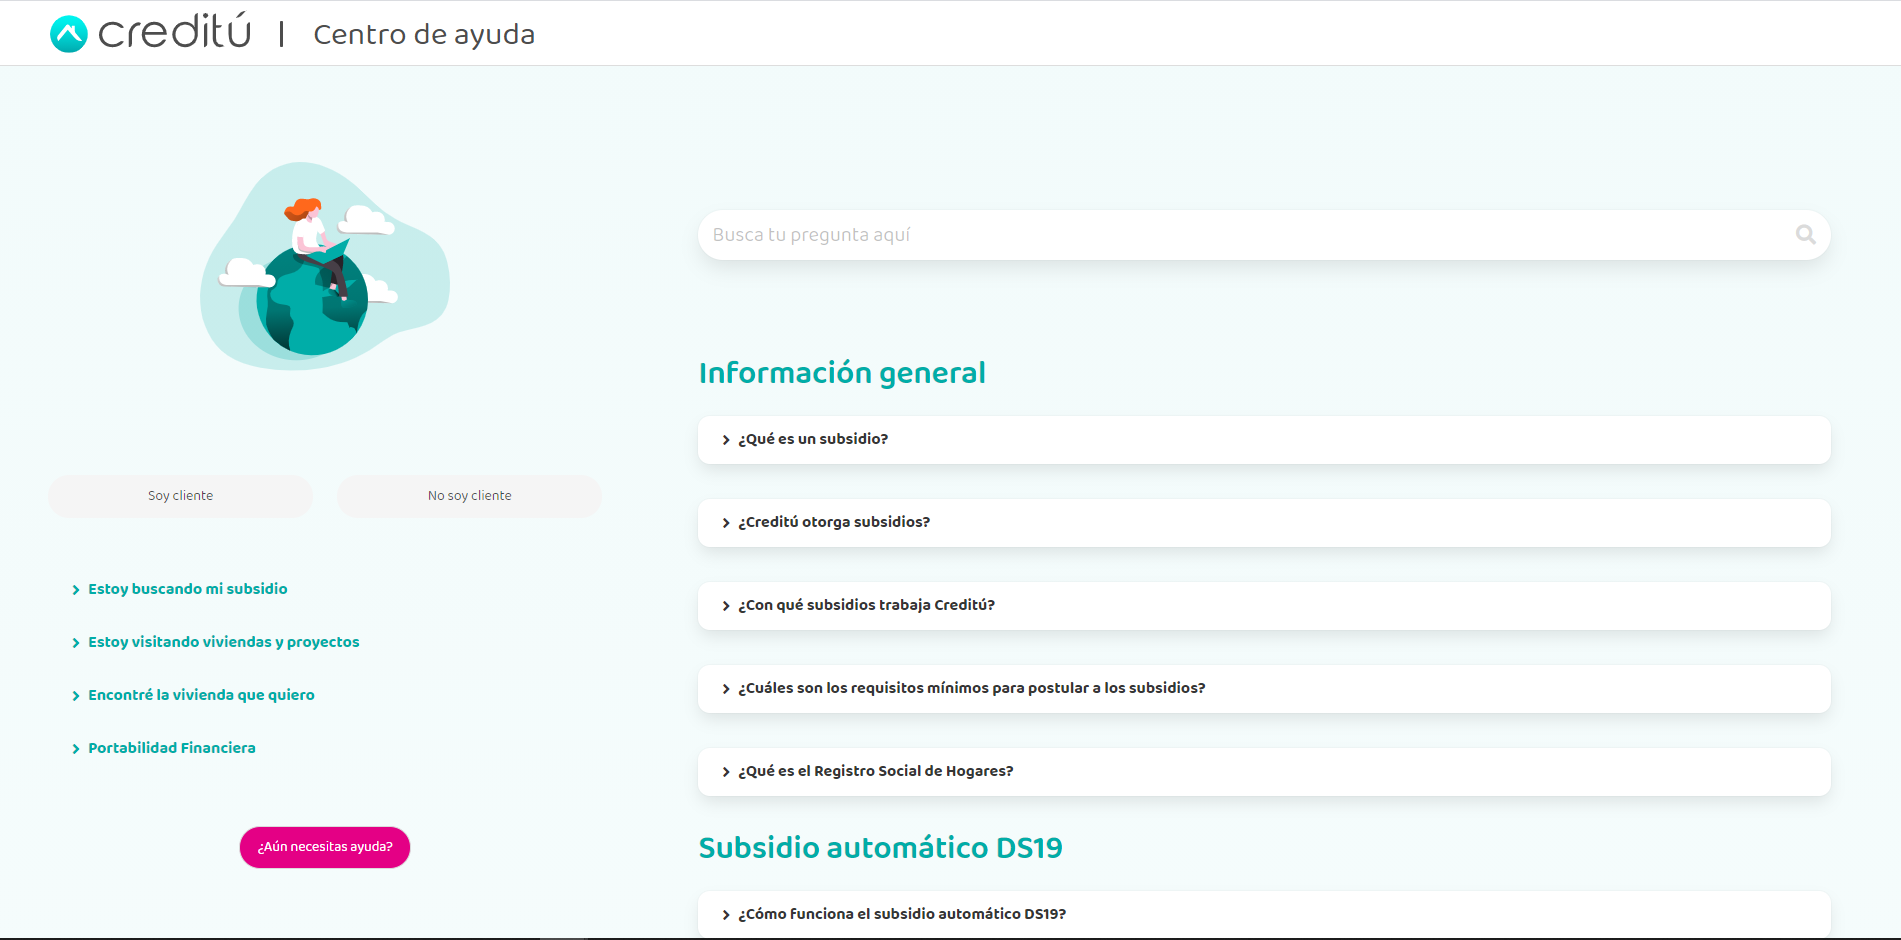 creditú | Centro de ayuda
Busca tu pregunta aquí
Soy cliente
No soy cliente
Estoy buscando mi subsidio
Estoy visitando viviendas y proyectos
Encontré la vivienda que quiero
Portabilidad Financiera
¿Aún necesitas ayuda?
Información general
¿Qué es un subsidio?
¿Creditú otorga subsidios?
¿Con qué subsidios trabaja Creditú?
¿Cuáles son los requisitos mínimos para postular a los subsidios?
¿Qué es el Registro Social de Hogares?
Subsidio automático DS19
¿Cómo funciona el subsidio automático DS19?